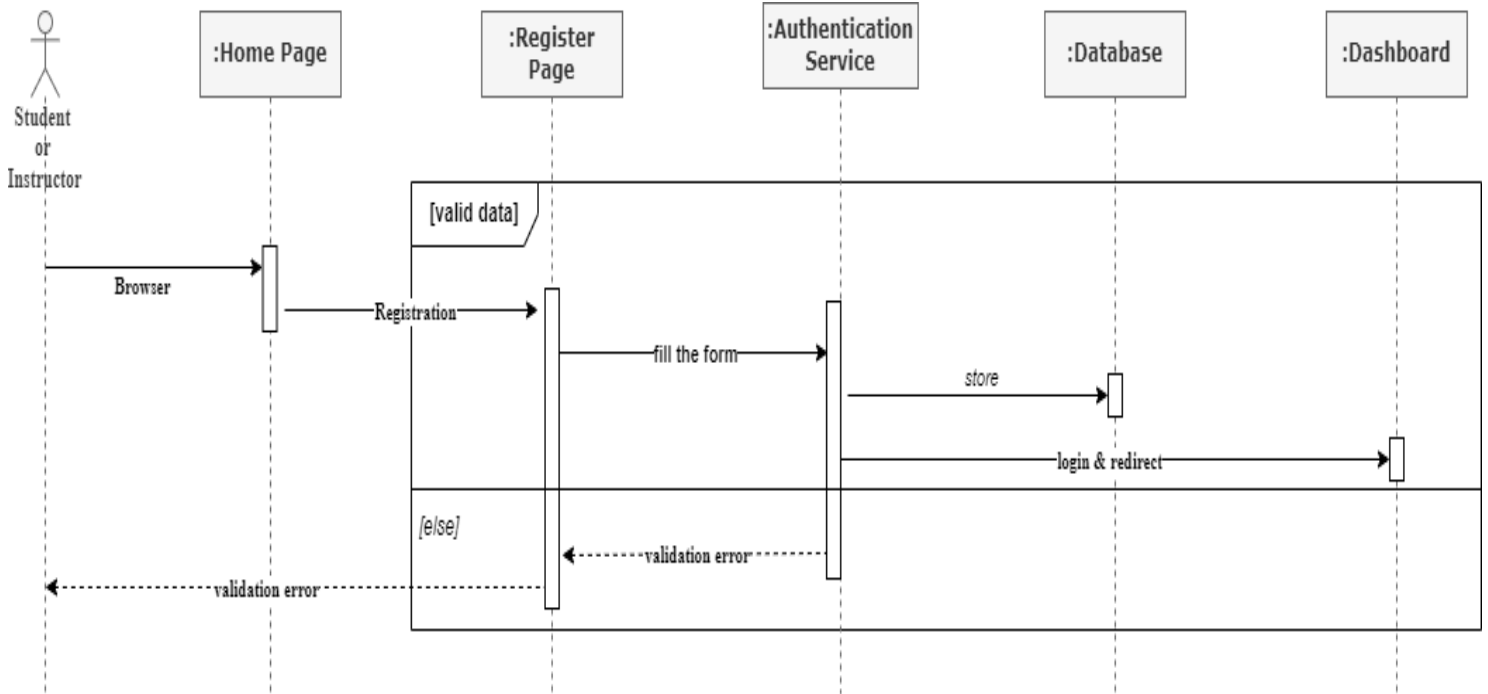 :Home Page
:Register
Page
:Authentication
Service
:Database
:Dashboard
Student
or
Instructor
[valid data]
Browser
Registration
fill the form
store
login & redirect
[else]
validation error
validation error